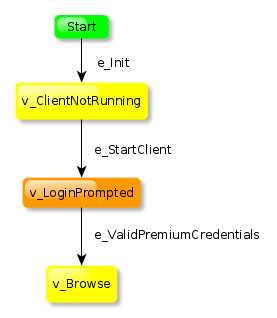 Start
e_Init
v_ClientNotRunning
e_StartClient
v_LoginPrompted
e_ValidPremiumCredentials
v_Browse